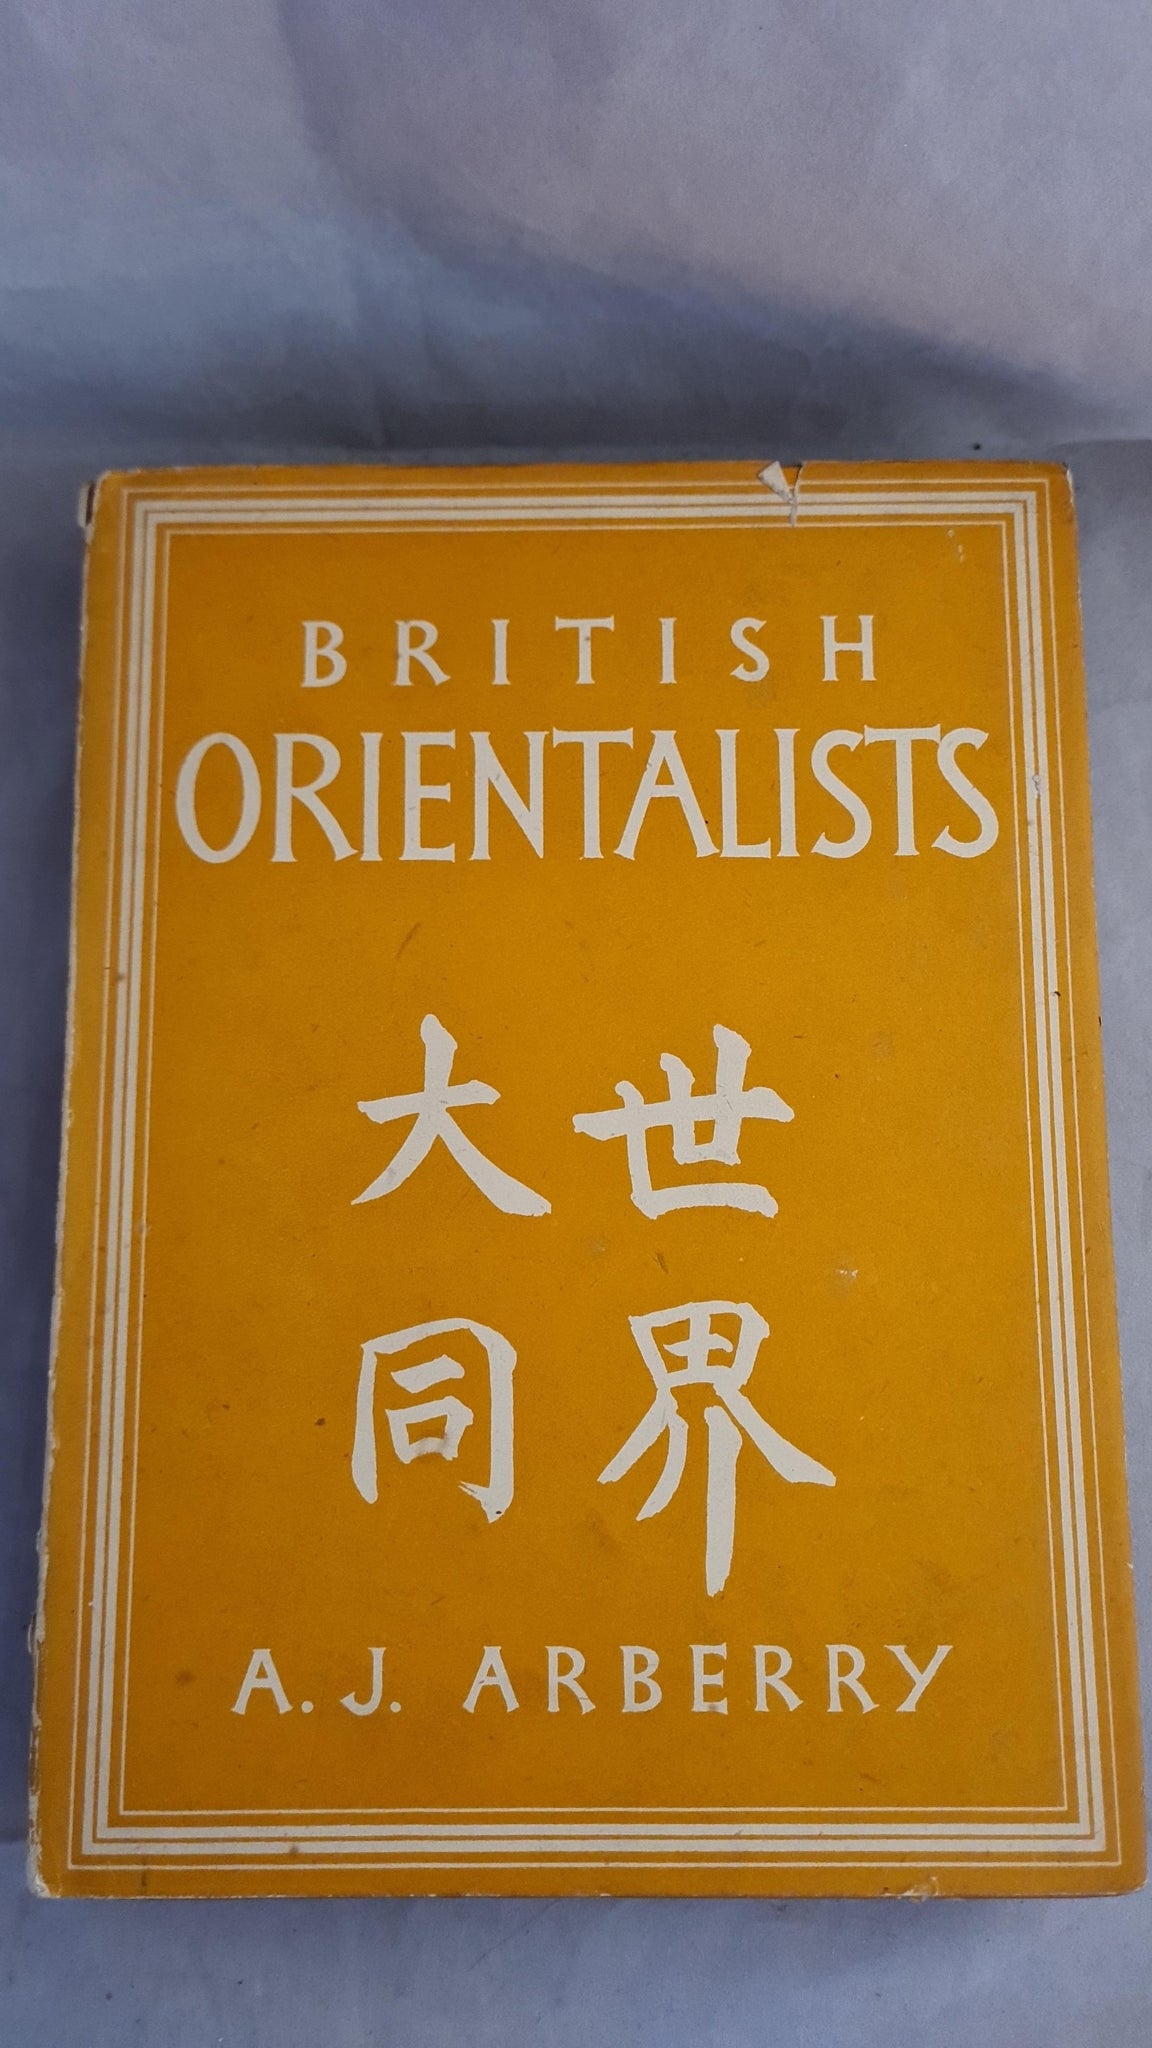 BRITISH
ORIENTALISTS
世界
大同
A. J. ARBERRY